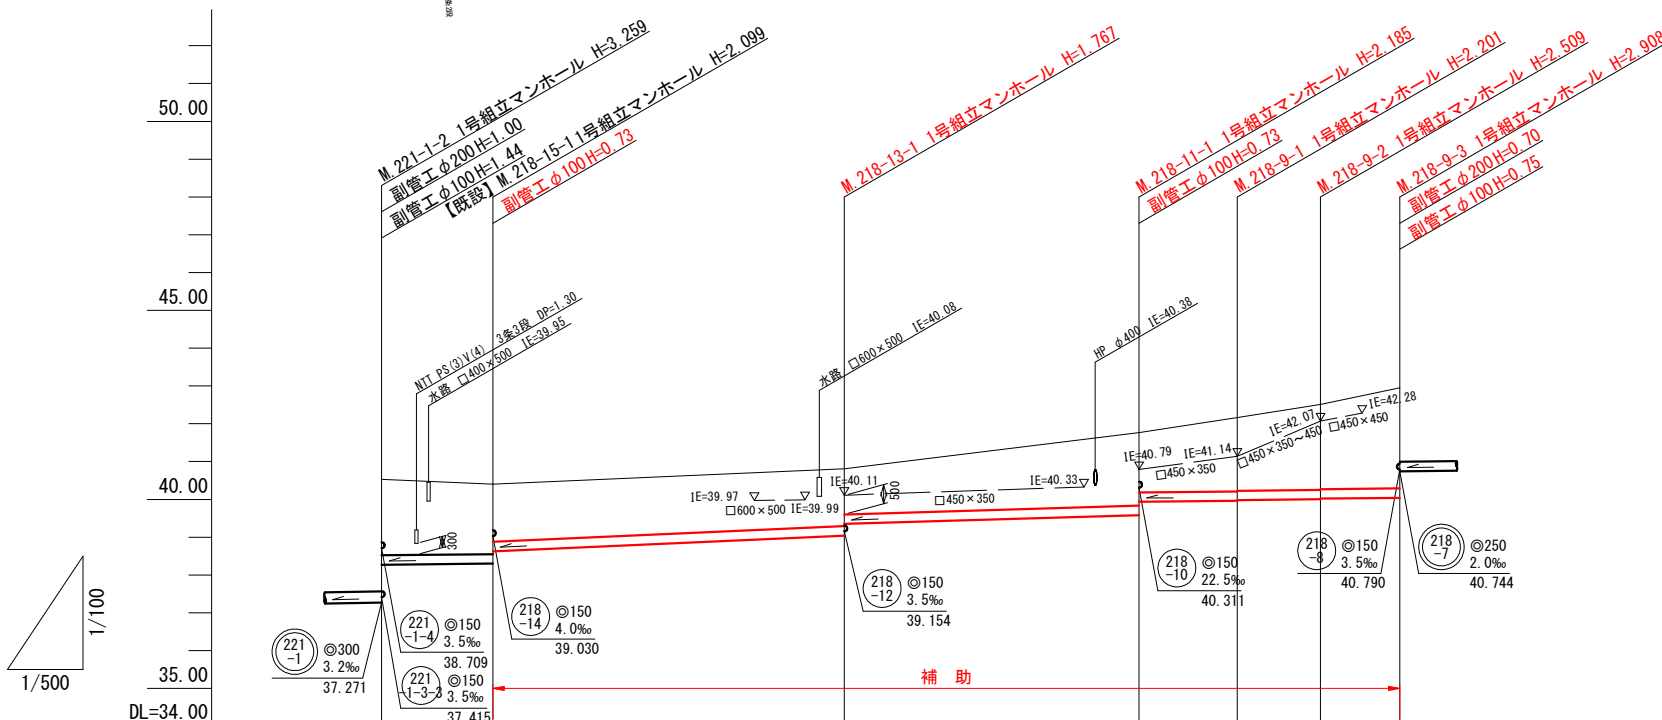 M.221-1-2 1号組立マンホール H=3.259
副管工φ200H=1.00
副管工φ100H=1.44
【既設】M.218-15-1 1号組立マンホール H=2.099
副管工φ100H=0.73
M.218-13-1 1号組立マンホール H=1.767
M.218-11-1 1号組立マンホール H=2.185
副管工φ100H=0.73
M.218-9-1 1号組立マンホール H=2.201
M.218-9-2 1号組立マンホール H=2.509
M.218-9-3 1号組立マンホール H=2.908
副管工φ200H=0.70
副管工φ100H=0.75
50.00
45.00
40.00
35.00
DL=34.00
NTT PS(3)V(4) 3条3段 DP=1.30
水路 □400×500 IE=39.95
水路 □600×500 IE=40.08
HP φ400 IE=40.38
IE=39.97
□600×500 IE=39.99
IE=40.11
500
□450×350
IE=40.33
IE=40.79
□450×350
IE=41.14
□450×350～450
IE=42.07
□450×450
IE=42.28
300
221
-1
◎300
3.2‰
37.271
221
-1-4
◎150
3.5‰
38.709
221
-1-3-3
◎150
3.5‰
37.415
218
-14
◎150
4.0‰
39.030
218
-12
◎150
3.5‰
39.154
218
-10
◎150
22.5‰
40.311
218
-8
◎150
3.5‰
40.790
218
-7
◎250
2.0‰
40.744
補 助
1/100
1/500